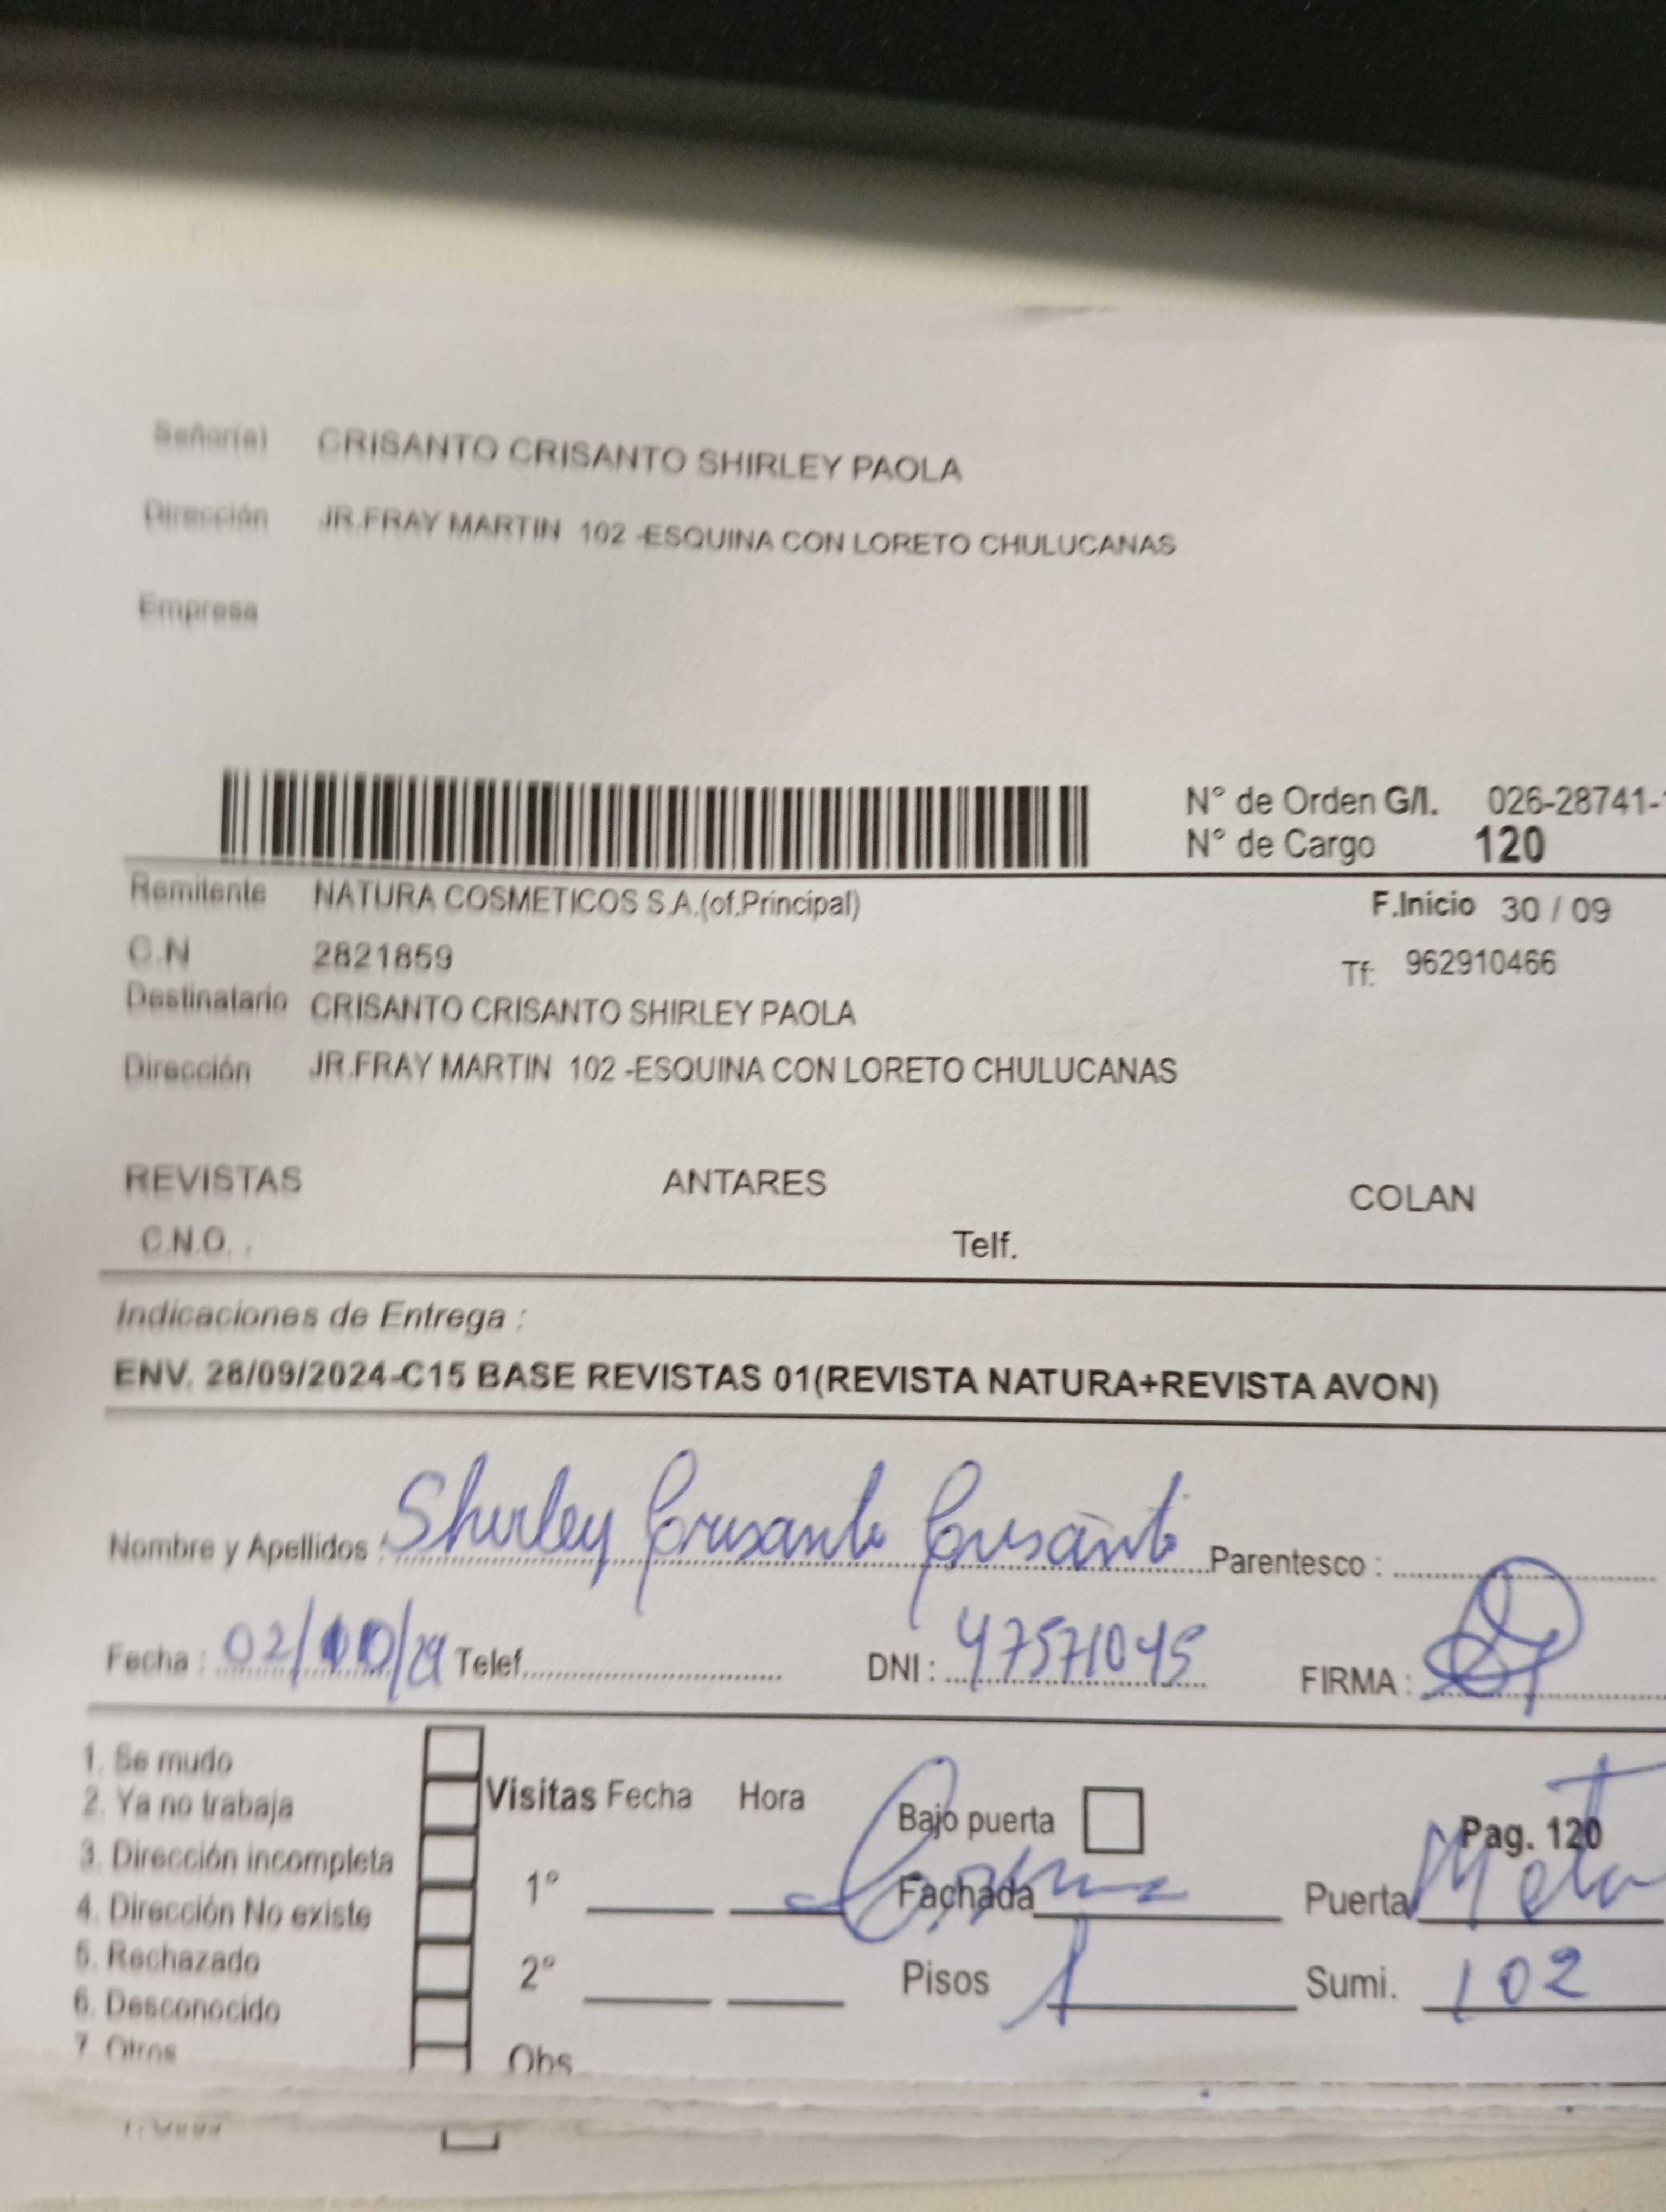 Señor(a) CRISANTO CRISANTO SHIRLEY PAOLA
Dirección JR.FRAY MARTIN 102 -ESQUINA CON LORETO CHULUCANAS
Empresa
N° de Orden G/I. 026-28741-
N° de Cargo 120
Remitente NATURA COSMETICOS S.A.(of.Principal) F.Inicio 30 / 09
C.N 2821859 Tf: 962910466
Destinatario CRISANTO CRISANTO SHIRLEY PAOLA
Dirección JR.FRAY MARTIN 102 -ESQUINA CON LORETO CHULUCANAS
REVISTAS ANTARES COLAN
C.N.O. : Telf.
Indicaciones de Entrega :
ENV. 28/09/2024-C15 BASE REVISTAS 01(REVISTA NATURA+REVISTA AVON)
Nombre y Apellidos : Shirley Crisanto Crisanto Parentesco :
Fecha : 02/10/24 Telef. DNI : 47571045 FIRMA :
1. Se mudo
2. Ya no trabaja
3. Dirección incompleta
4. Dirección No existe
5. Rechazado
6. Desconocido
7. Otros
Visitas Fecha Hora
1°
2°
Obs
Bajo puerta Pag. 120
Fachada Puerta Metal
Pisos 1 Sumi. 102